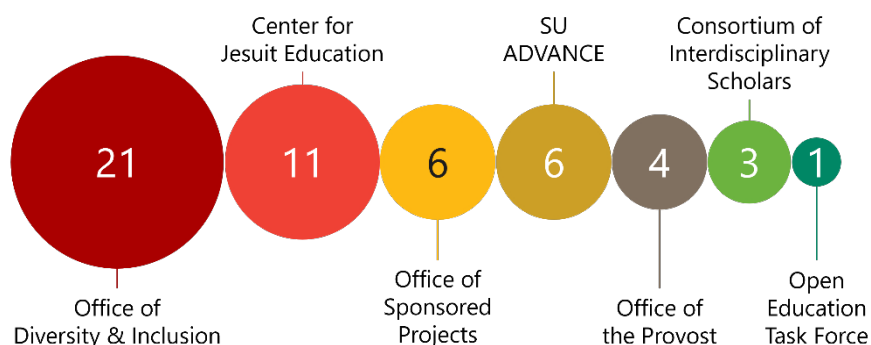 Center for
Jesuit Education
SU
ADVANCE
Consortium of
Interdisciplinary
Scholars
21
11
6
6
4
3
1
Office of
Diversity & Inclusion
Office of
Sponsored
Projects
Office of
the Provost
Open
Education
Task Force